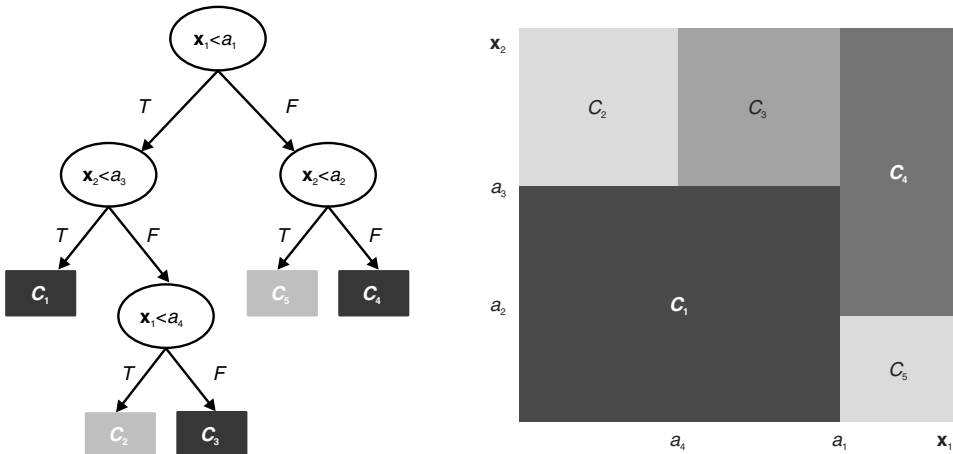 x₁<a₁
T F
x₂<a₃ x₂<a₂
T F T F
C₁ C₅ C₄
x₁<a₄
T F
C₂ C₃
x₂
C₂ C₃
C₄
a₃
a₂
C₁
C₅
a₄ a₁ x₁